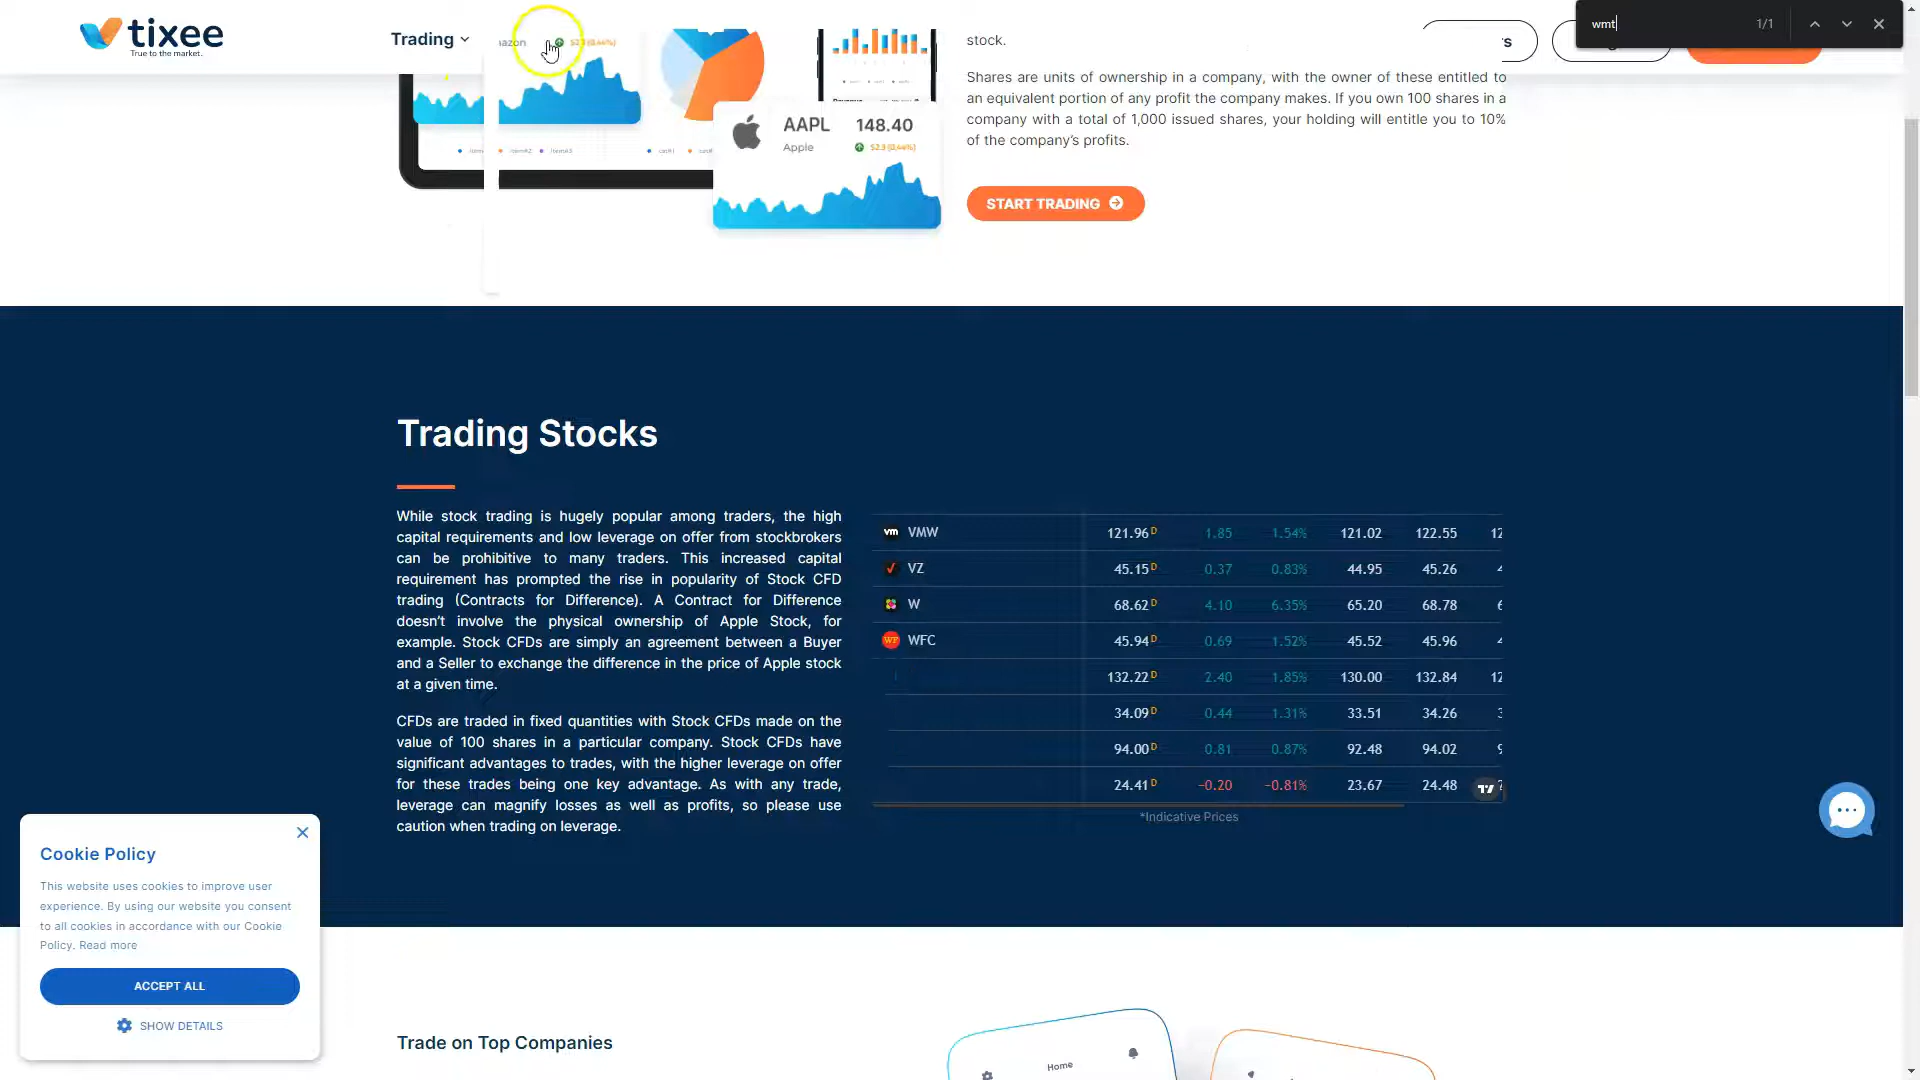 tixee
True to the market.
Trading
wmt
1/1
$2.3 (0,44%)
AAPL 148.40
Apple $2.3 (0,44%)
stock.
Shares are units of ownership in a company, with the owner of these entitled to
an equivalent portion of any profit the company makes. If you own 100 shares in a
company with a total of 1,000 issued shares, your holding will entitle you to 10%
of the company's profits.
START TRADING
Trading Stocks
While stock trading is hugely popular among traders, the high
capital requirements and low leverage on offer from stockbrokers
can be prohibitive to many traders. This increased capital
requirement has prompted the rise in popularity of Stock CFD
trading (Contracts for Difference). A Contract for Difference
doesn't involve the physical ownership of Apple Stock, for
example. Stock CFDs are simply an agreement between a Buyer
and a Seller to exchange the difference in the price of Apple stock
at a given time.
CFDs are traded in fixed quantities with Stock CFDs made on the
value of 100 shares in a particular company. Stock CFDs have
significant advantages to trades, with the higher leverage on offer
for these trades being one key advantage. As with any trade,
leverage can magnify losses as well as profits, so please use
caution when trading on leverage.
vm VMW 121.96 D 1.85 1.54% 121.02 122.55 12
VZ 45.15 D 0.37 0.83% 44.95 45.26
W 68.62 D 4.10 6.35% 65.20 68.78
WF WFC 45.94 D 0.69 1.52% 45.52 45.96
132.22 D 2.40 1.85% 130.00 132.84 12
34.09 D 0.44 1.31% 33.51 34.26
94.00 D 0.81 0.87% 92.48 94.02
24.41 D −0.20 −0.81% 23.67 24.48
*Indicative Prices
Cookie Policy
This website uses cookies to improve user
experience. By using our website you consent
to all cookies in accordance with our Cookie
Policy. Read more
ACCEPT ALL
SHOW DETAILS
Trade on Top Companies
Home